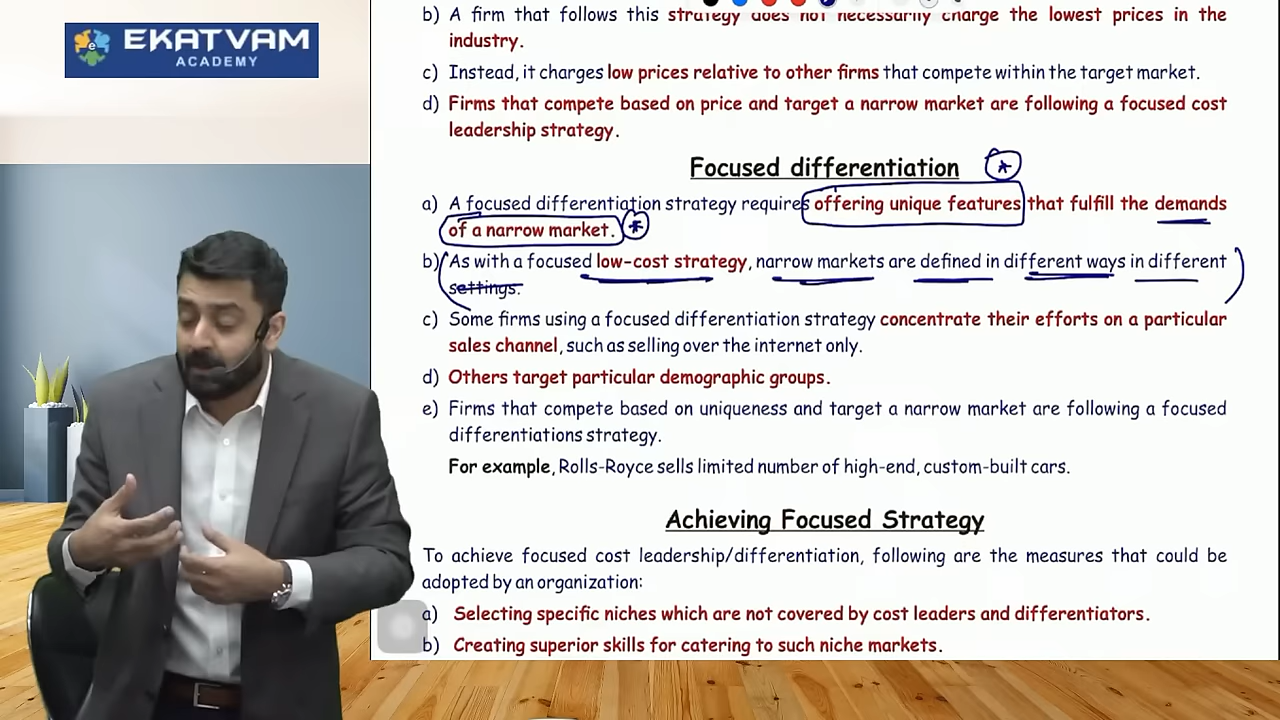 EKATVAM
ACADEMY
b) A firm that follows this strategy does not necessarily charge the lowest prices in the
industry.
c) Instead, it charges low prices relative to other firms that compete within the target market.
d) Firms that compete based on price and target a narrow market are following a focused cost
leadership strategy.
Focused differentiation
a) A focused differentiation strategy requires offering unique features that fulfill the demands
of a narrow market.
b) As with a focused low-cost strategy, narrow markets are defined in different ways in different
settings.
c) Some firms using a focused differentiation strategy concentrate their efforts on a particular
sales channel, such as selling over the internet only.
d) Others target particular demographic groups.
e) Firms that compete based on uniqueness and target a narrow market are following a focused
differentiations strategy.
For example, Rolls-Royce sells limited number of high-end, custom-built cars.
Achieving Focused Strategy
To achieve focused cost leadership/differentiation, following are the measures that could be
adopted by an organization:
a) Selecting specific niches which are not covered by cost leaders and differentiators.
b) Creating superior skills for catering to such niche markets.